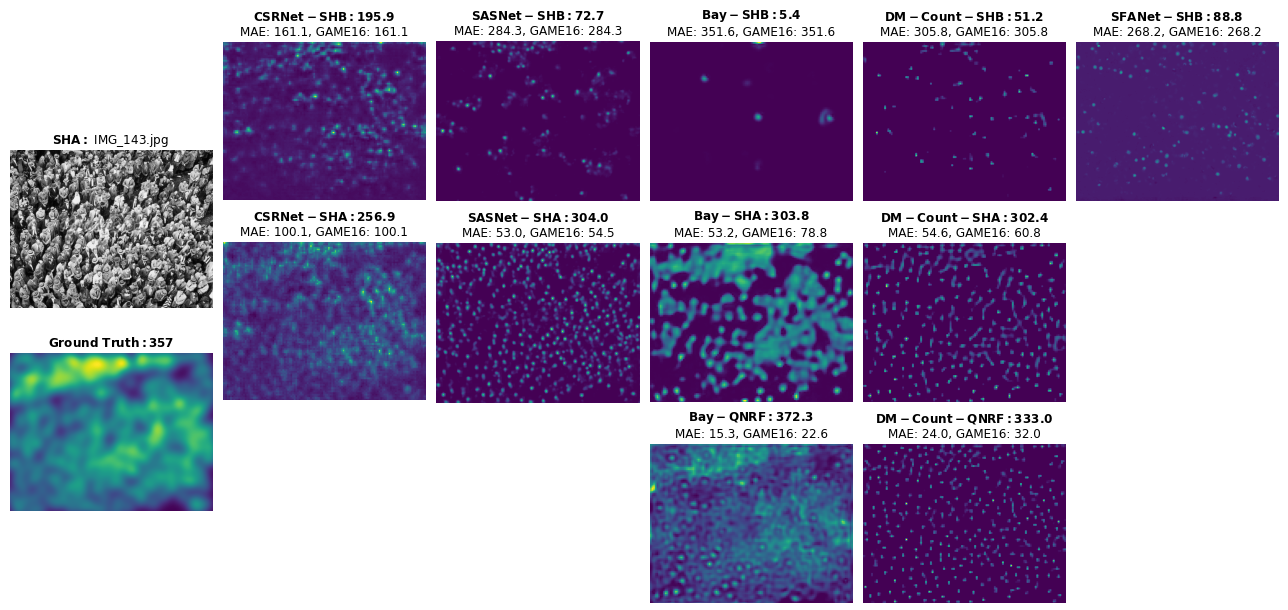 CSRNet − SHB : 195.9
MAE: 161.1, GAME16: 161.1
SASNet − SHB : 72.7
MAE: 284.3, GAME16: 284.3
Bay − SHB : 5.4
MAE: 351.6, GAME16: 351.6
DM − Count − SHB : 51.2
MAE: 305.8, GAME16: 305.8
SFANet − SHB : 88.8
MAE: 268.2, GAME16: 268.2
SHA : IMG_143.jpg
CSRNet − SHA : 256.9
MAE: 100.1, GAME16: 100.1
SASNet − SHA : 304.0
MAE: 53.0, GAME16: 54.5
Bay − SHA : 303.8
MAE: 53.2, GAME16: 78.8
DM − Count − SHA : 302.4
MAE: 54.6, GAME16: 60.8
Ground Truth : 357
Bay − QNRF : 372.3
MAE: 15.3, GAME16: 22.6
DM − Count − QNRF : 333.0
MAE: 24.0, GAME16: 32.0